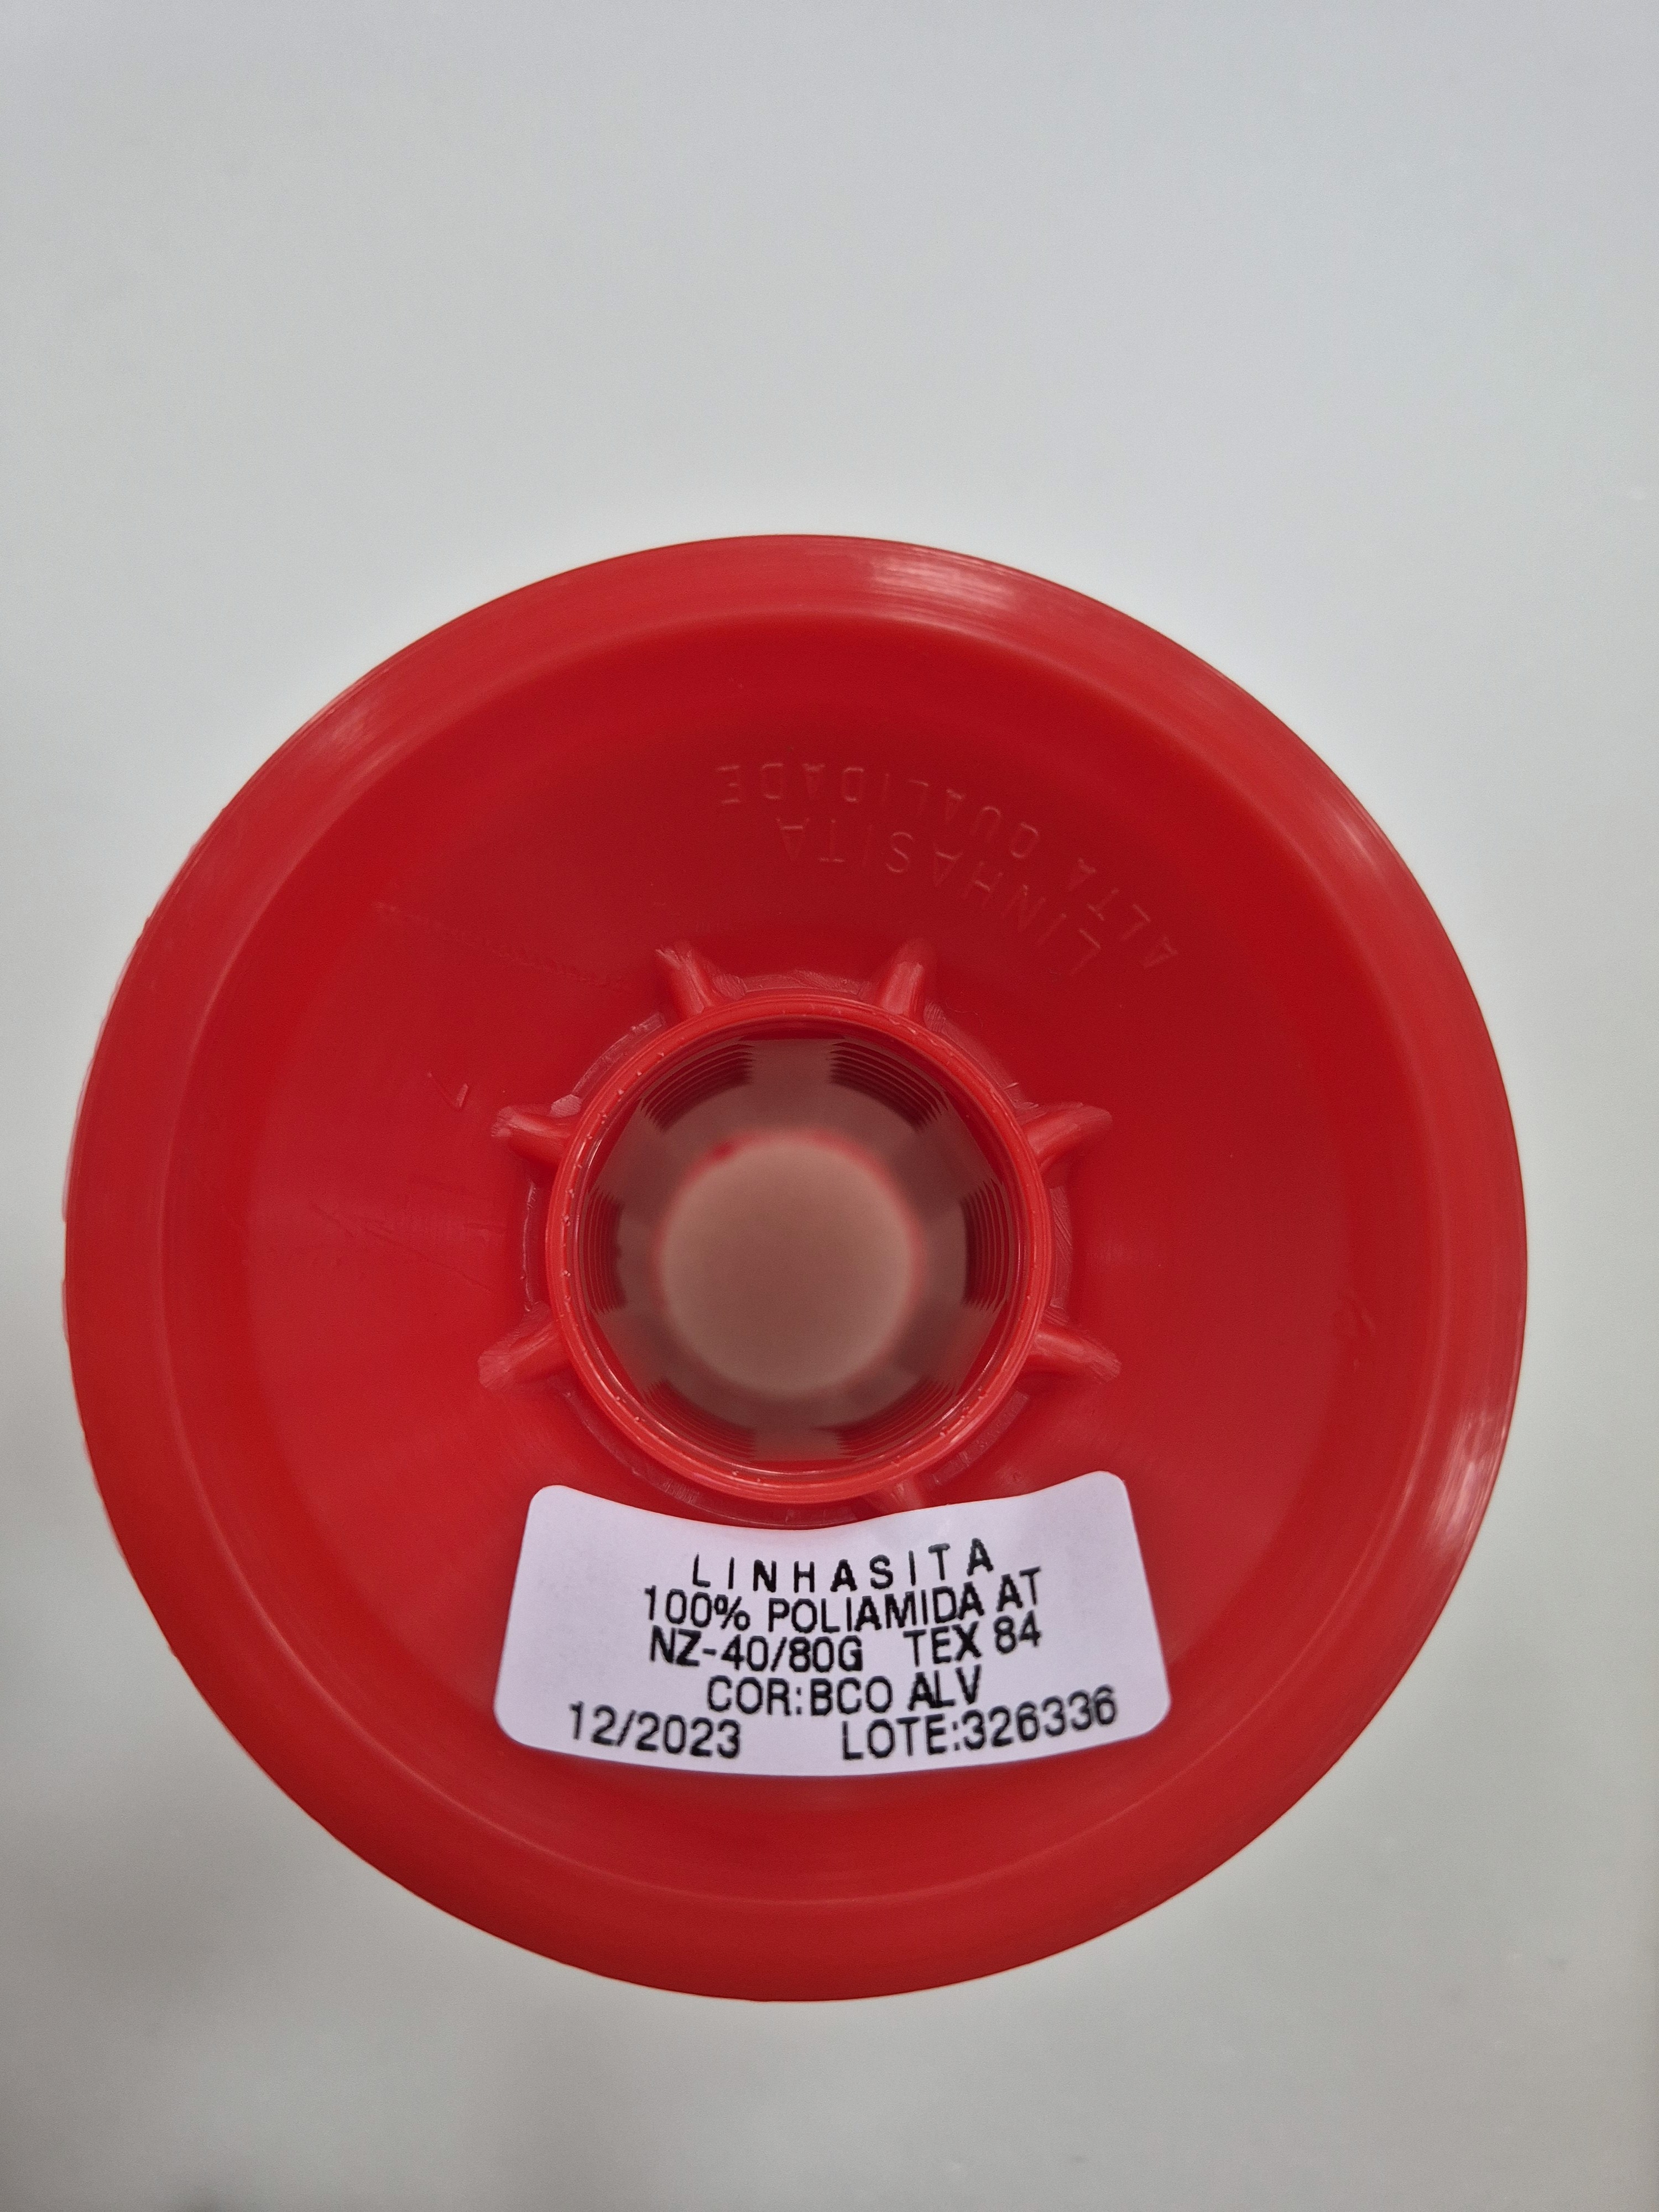 LINHASITA
ALTA QUALIDADE
LINHASITA
100% POLIAMIDA AT
NZ-40/80G TEX 84
COR:BCO ALV
12/2023 LOTE:326336